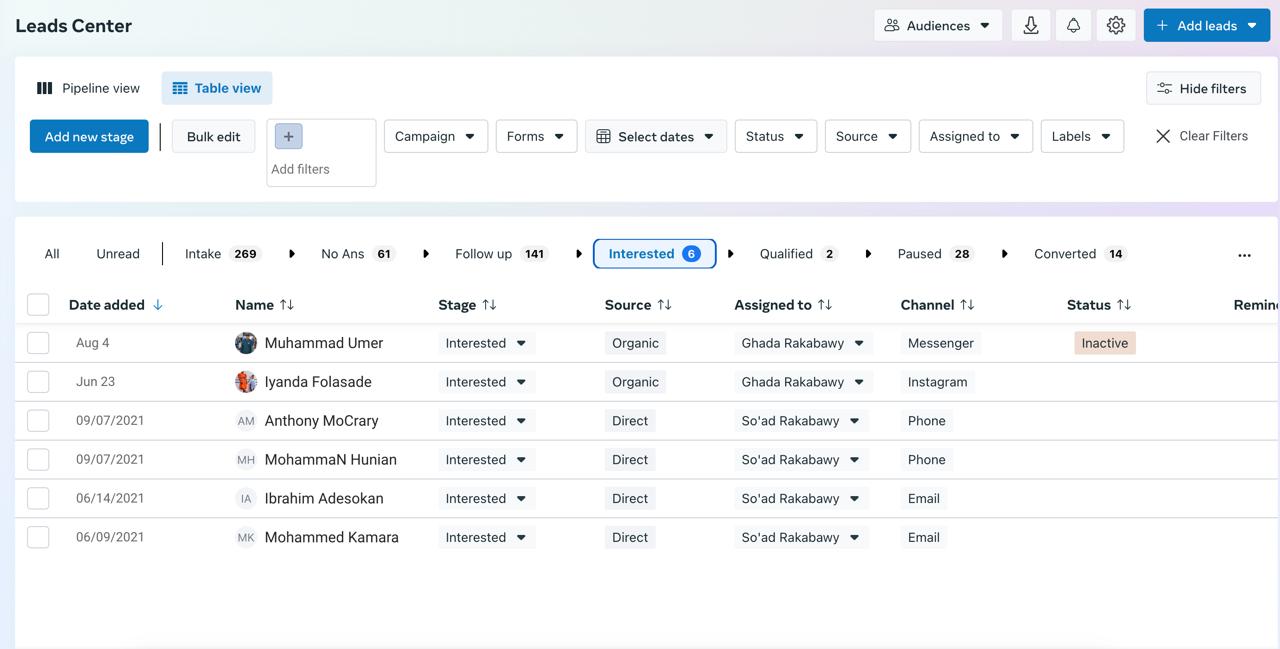 Leads Center
Audiences
+ Add leads
Pipeline view
Table view
Hide filters
Add new stage
Bulk edit
+
Add filters
Campaign
Forms
Select dates
Status
Source
Assigned to
Labels
Clear Filters
All
Unread
Intake 269
No Ans 61
Follow up 141
Interested 6
Qualified 2
Paused 28
Converted 14
...
Date added Name Stage Source Assigned to Channel Status Remin
Aug 4 Muhammad Umer Interested Organic Ghada Rakabawy Messenger Inactive
Jun 23 Iyanda Folasade Interested Organic Ghada Rakabawy Instagram
09/07/2021 AM Anthony MoCrary Interested Direct So'ad Rakabawy Phone
09/07/2021 MH MohammaN Hunian Interested Direct So'ad Rakabawy Phone
06/14/2021 IA Ibrahim Adesokan Interested Direct So'ad Rakabawy Email
06/09/2021 MK Mohammed Kamara Interested Direct So'ad Rakabawy Email